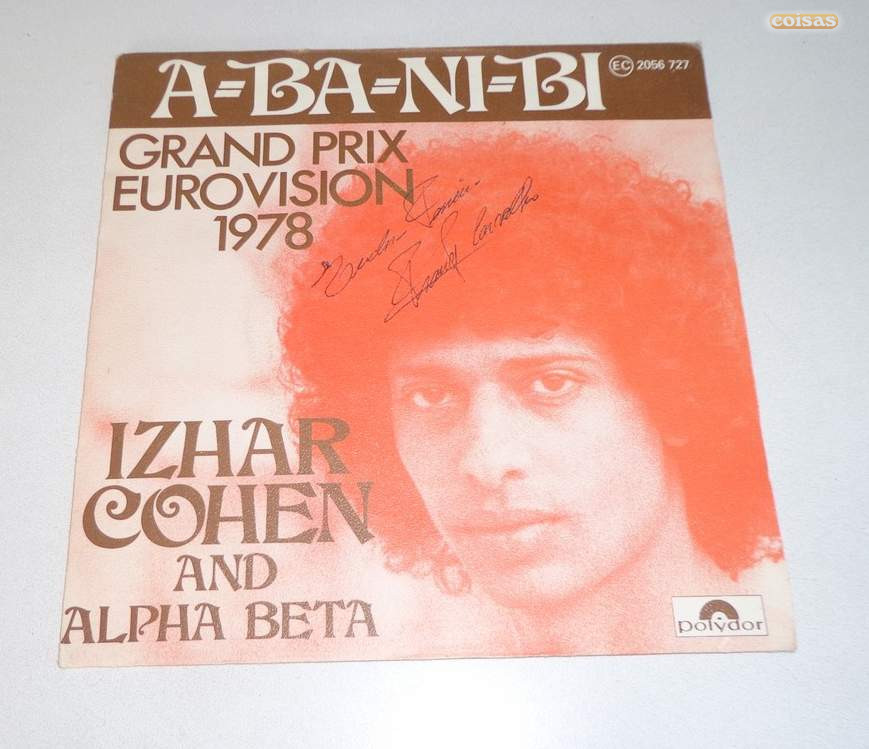 coisas
A=BA=NI=BI
EC 2056 727
GRAND PRIX
EUROVISION
1978
IZHAR
COHEN
AND
ALPHA BETA
polydor